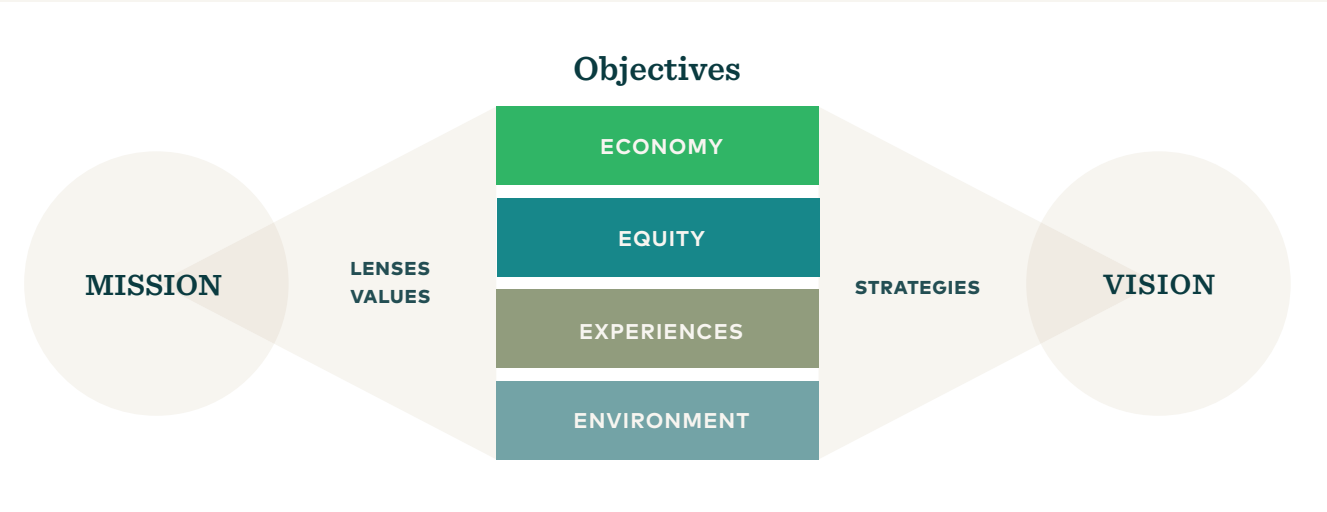 Objectives
ECONOMY
EQUITY
EXPERIENCES
ENVIRONMENT
MISSION
LENSES
VALUES
STRATEGIES
VISION